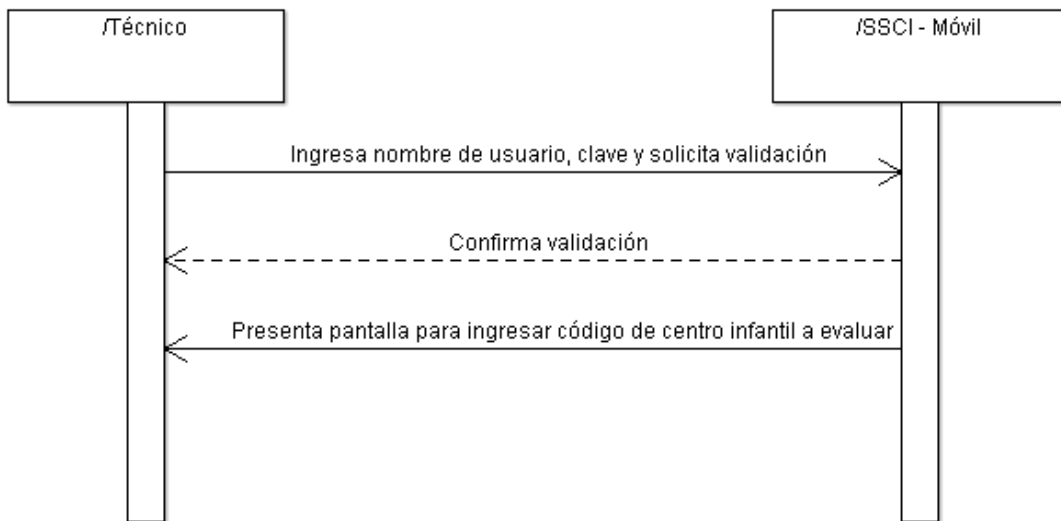 /Técnico
/SSCI - Móvil
Ingresa nombre de usuario, clave y solicita validación
Confirma validación
Presenta pantalla para ingresar código de centro infantil a evaluar